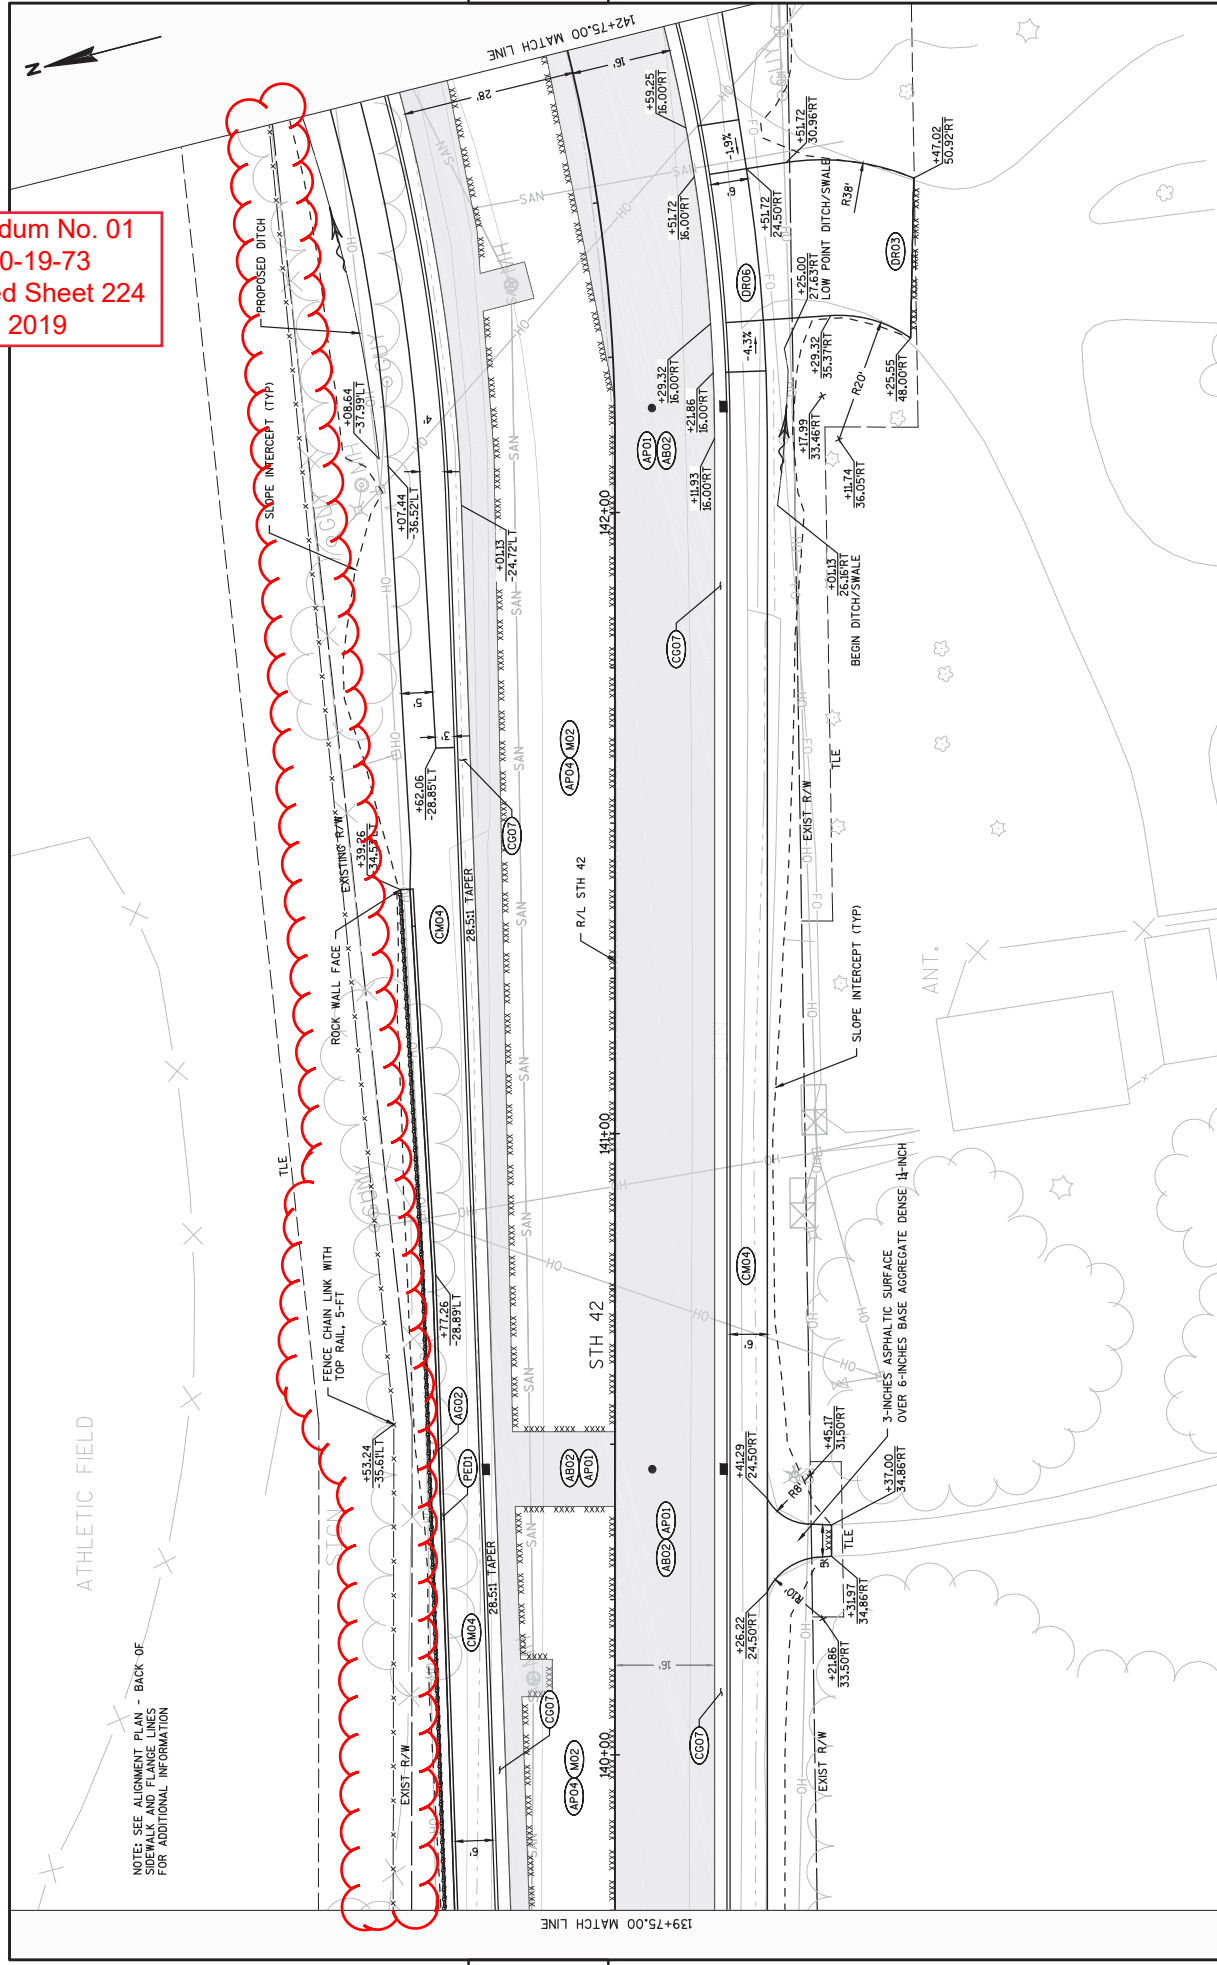 dum No. 01
0-19-73
ed Sheet 224
2019
N
142+75.00 MATCH LINE
28'
16'
PROPOSED DITCH
SLOPE INTERCEPT (TYP)
+08.64
-37.99'LT
+07.44
-36.52'LT
4'
+01.13
-24.72'LT
5'
3'
+62.06
-28.85'LT
EXISTING R/W
+39.26
-34.53'LT
ROCK WALL FACE
CM04
28.5:1 TAPER
CG07
AP04
M02
R/L STH 42
TLE
FENCE CHAIN LINK WITH
TOP RAIL, 5-FT
+53.24
-35.61'LT
+77.26
-28.89'LT
AG02
PED1
CM04
28.5:1 TAPER
CG07
EXIST R/W
6'
ATHLETIC FIELD
SIGN
NOTE: SEE ALIGNMENT PLAN - BACK OF
SIDEWALK AND FLANGE LINES
FOR ADDITIONAL INFORMATION
STH 42
AB02
AP01
AP04
M02
140+00
141+00
142+00
AB02
AP01
16'
CG07
CG07
AP01
AB02
+59.25
16.00'RT
+51.72
16.00'RT
+29.32
16.00'RT
+21.86
16.00'RT
+11.93
16.00'RT
-1.9%
6'
+51.72
24.50'RT
DR06
-4.3%
+51.72
30.96'RT
R38'
+47.02
50.92'RT
DR03
+25.00
27.63'RT
LOW POINT DITCH/SWALE
+29.32
35.37'RT
R20'
+25.55
48.00'RT
+17.99
33.46'RT
+11.74
36.05'RT
+01.13
26.16'RT
BEGIN DITCH/SWALE
TLE
EXIST R/W
SLOPE INTERCEPT (TYP)
ANT.
CM04
6'
3-INCHES ASPHALTIC SURFACE
OVER 6-INCHES BASE AGGREGATE DENSE 1¼-INCH
+41.29
24.50'RT
R8'
+45.17
31.50'RT
+37.00
34.86'RT
TLE
5'
+31.97
34.86'RT
R10'
+26.22
24.50'RT
+21.86
33.50'RT
EXIST R/W
139+75.00 MATCH LINE